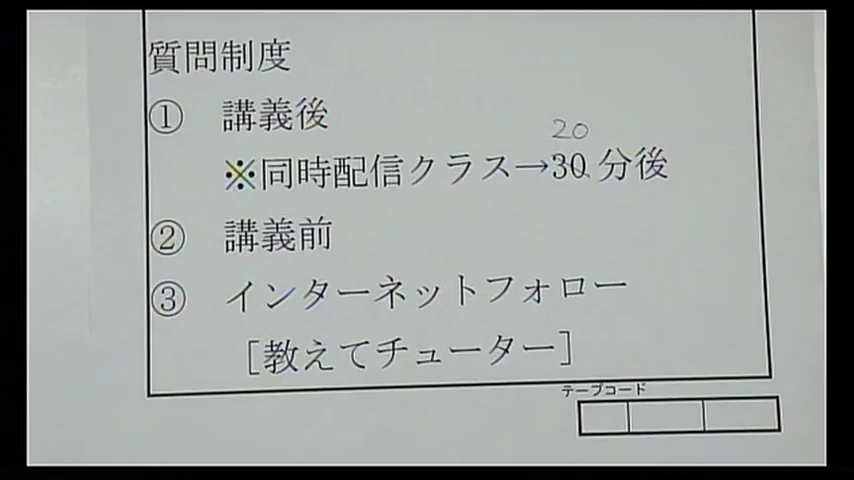 質問制度
① 講義後
20
※同時配信クラス→30分後
② 講義前
③ インターネットフォロー
[教えてチューター]
テープコード